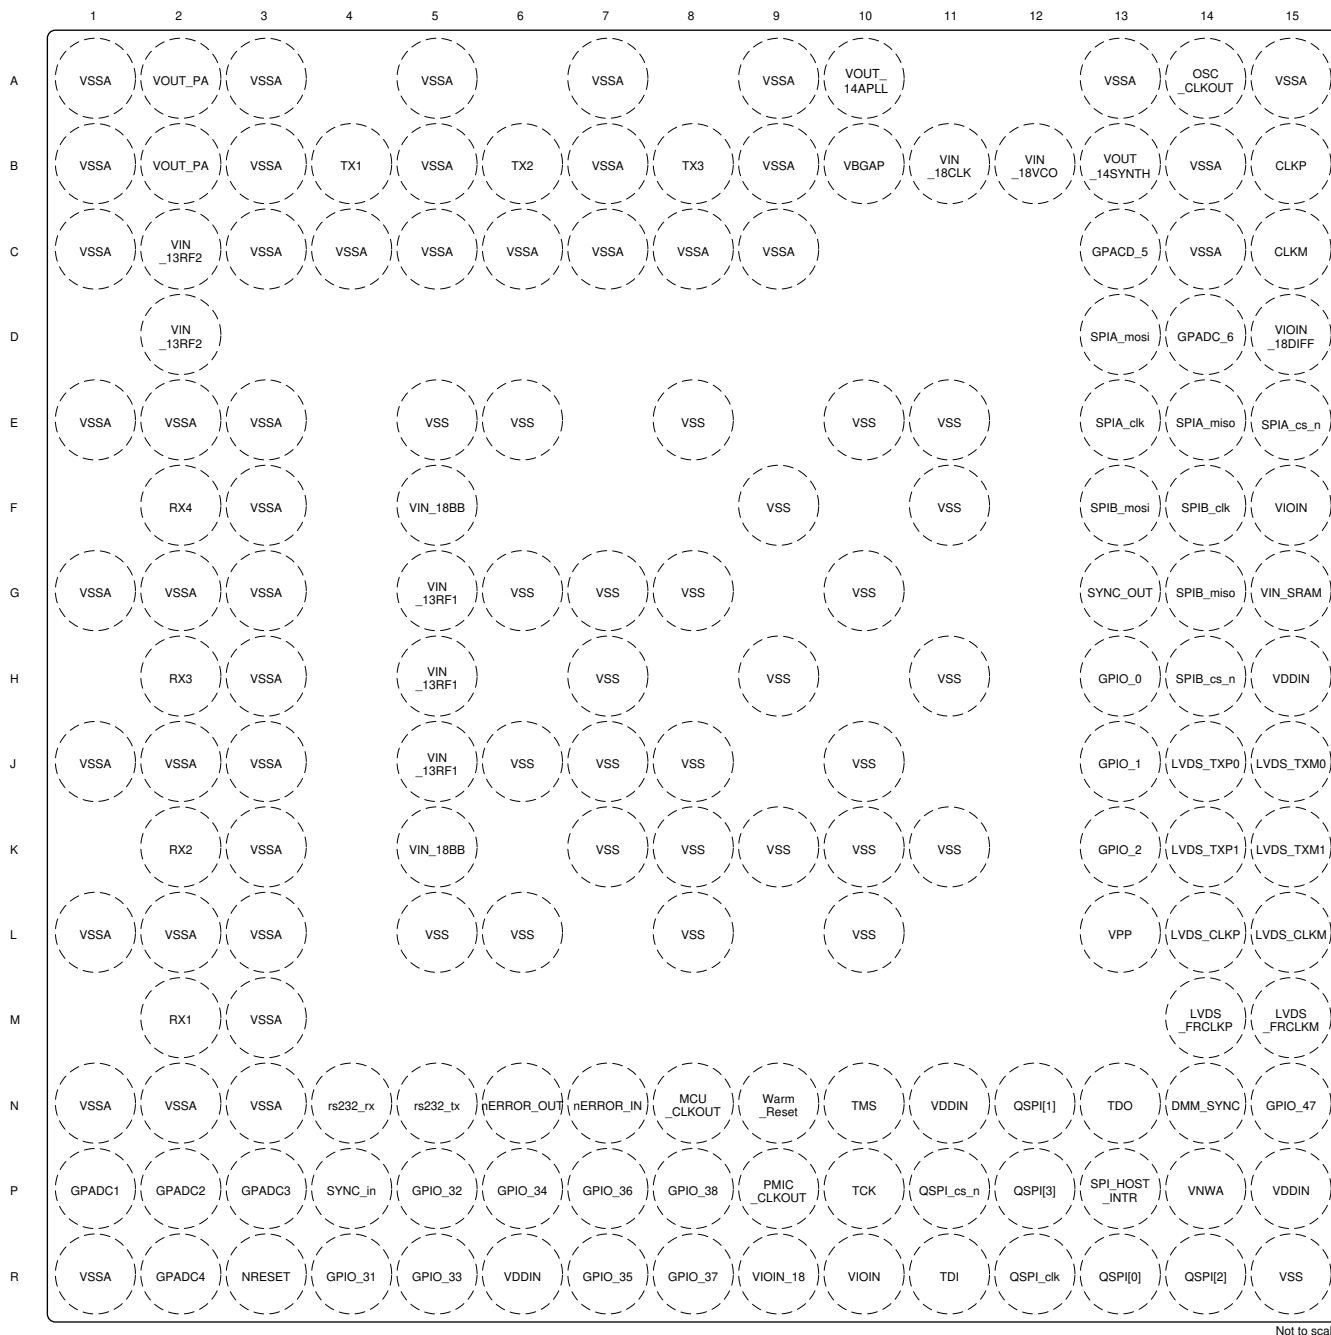 1 2 3 4 5 6 7 8 9 10 11 12 13 14 15
A VSSA VOUT_PA VSSA VSSA VSSA VSSA VOUT_ 14APLL VSSA OSC _CLKOUT VSSA
B VSSA VOUT_PA VSSA TX1 VSSA TX2 VSSA TX3 VSSA VBGAP VIN _18CLK VIN _18VCO VOUT _14SYNTH VSSA CLKP
C VSSA VIN _13RF2 VSSA VSSA VSSA VSSA VSSA VSSA VSSA GPACD_5 VSSA CLKM
D VIN _13RF2 SPIA_mosi GPADC_6 VIOIN _18DIFF
E VSSA VSSA VSSA VSS VSS VSS VSS VSS SPIA_clk SPIA_miso SPIA_cs_n
F RX4 VSSA VIN_18BB VSS VSS SPIB_mosi SPIB_clk VIOIN
G VSSA VSSA VSSA VIN _13RF1 VSS VSS VSS VSS SYNC_OUT SPIB_miso VIN_SRAM
H RX3 VSSA VIN _13RF1 VSS VSS VSS GPIO_0 SPIB_cs_n VDDIN
J VSSA VSSA VSSA VIN _13RF1 VSS VSS VSS VSS GPIO_1 LVDS_TXP0 LVDS_TXM0
K RX2 VSSA VIN_18BB VSS VSS VSS VSS VSS GPIO_2 LVDS_TXP1 LVDS_TXM1
L VSSA VSSA VSSA VSS VSS VSS VSS VPP LVDS_CLKP LVDS_CLKM
M RX1 VSSA LVDS _FRCLKP LVDS _FRCLKM
N VSSA VSSA VSSA rs232_rx rs232_tx nERROR_OUT nERROR_IN MCU _CLKOUT Warm _Reset TMS VDDIN QSPI[1] TDO DMM_SYNC GPIO_47
P GPADC1 GPADC2 GPADC3 SYNC_in GPIO_32 GPIO_34 GPIO_36 GPIO_38 PMIC _CLKOUT TCK QSPI_cs_n QSPI[3] SPI_HOST _INTR VNWA VDDIN
R VSSA GPADC4 NRESET GPIO_31 GPIO_33 VDDIN GPIO_35 GPIO_37 VIOIN_18 VIOIN TDI QSPI_clk QSPI[0] QSPI[2] VSS
Not to scal